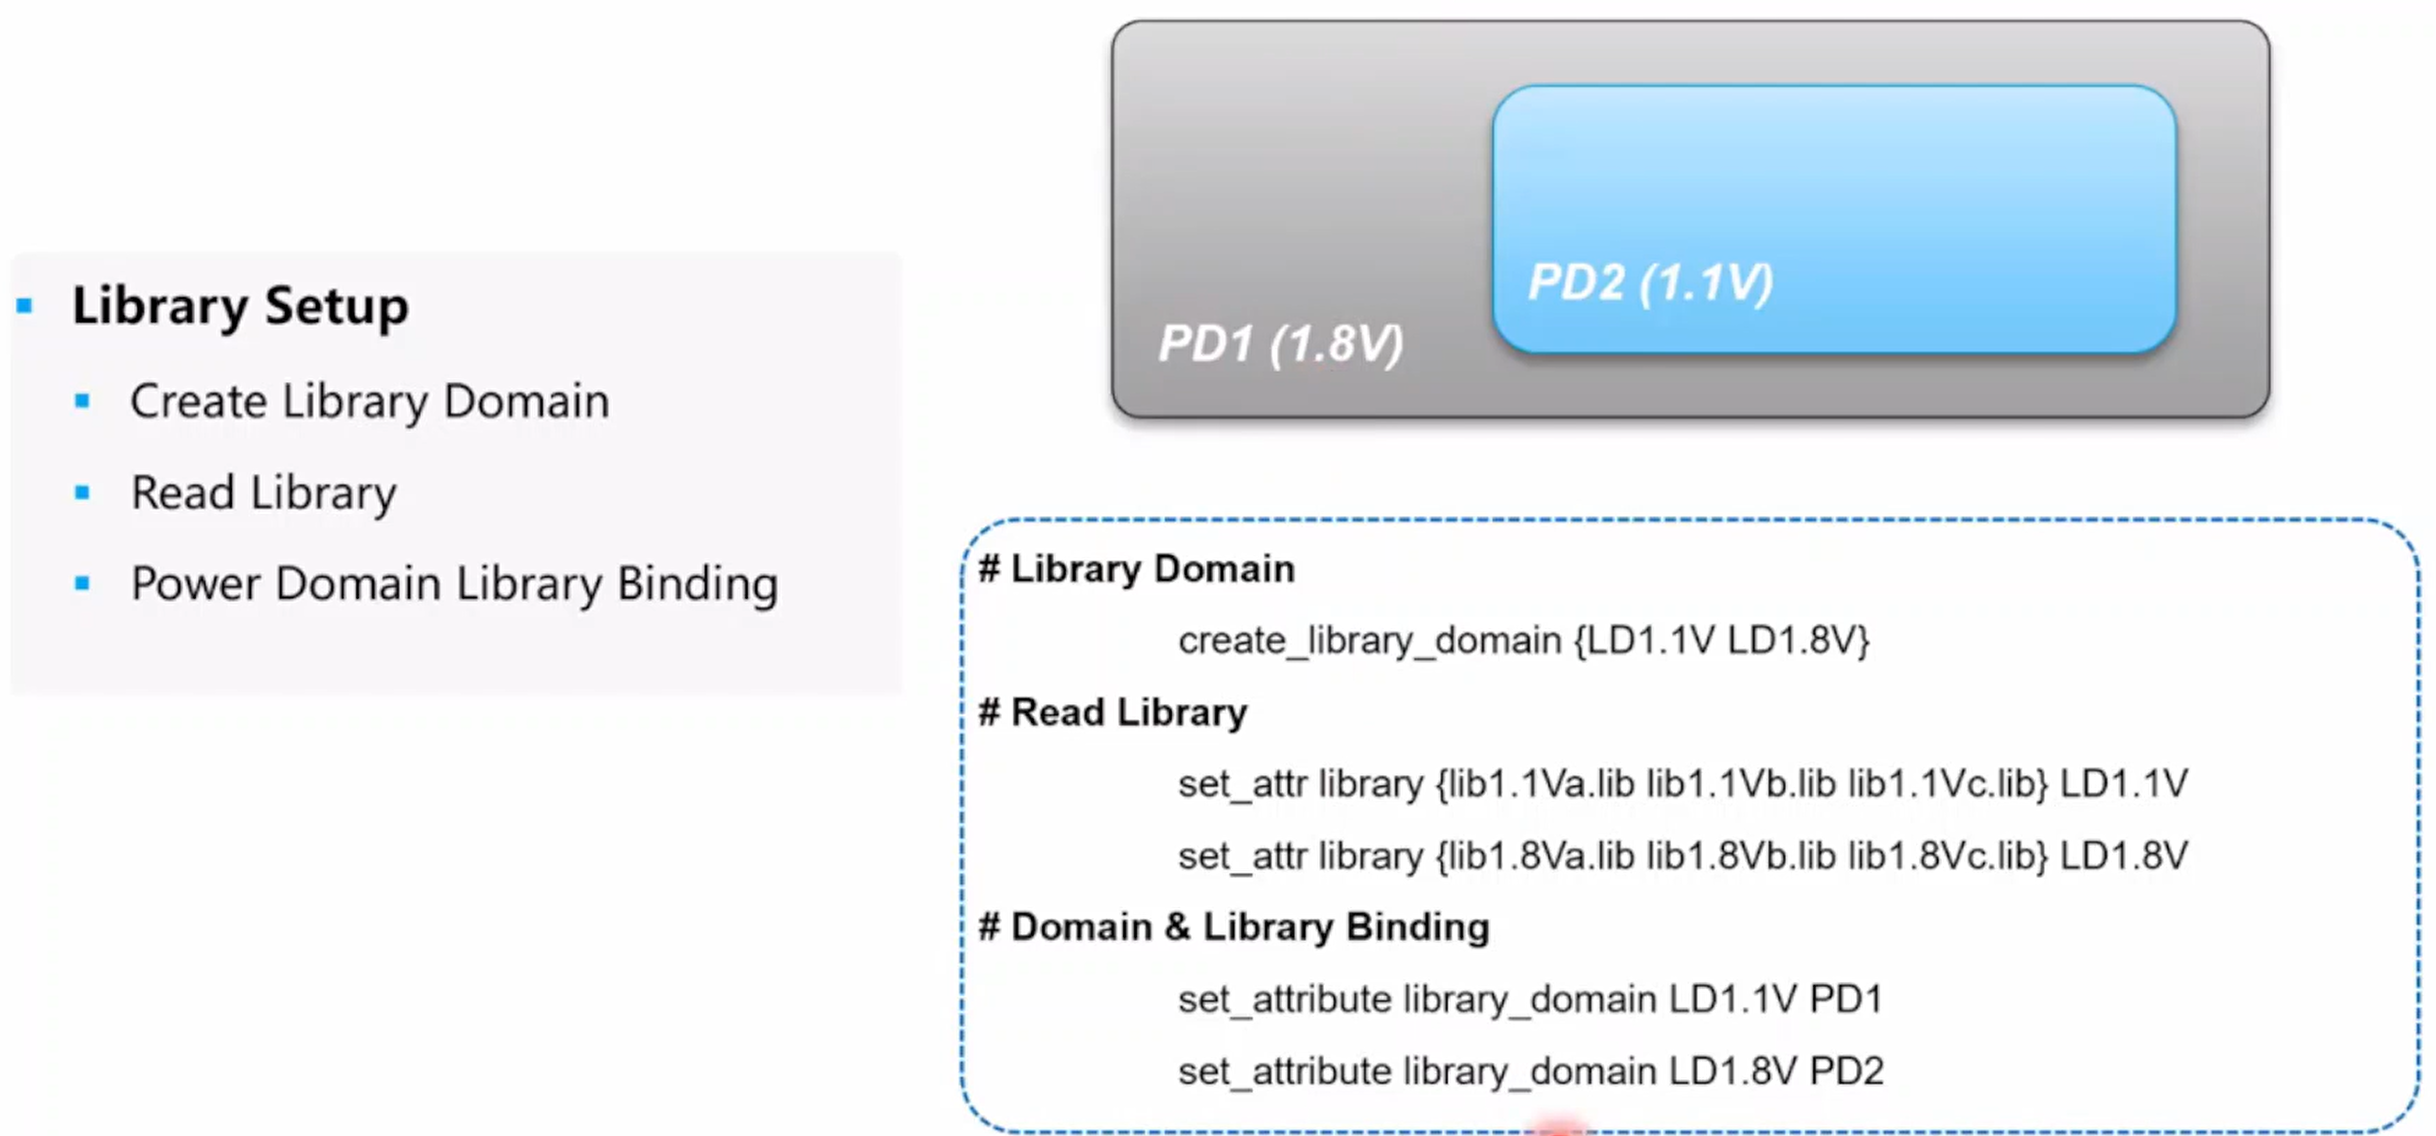 Library Setup
Create Library Domain
Read Library
Power Domain Library Binding
PD2 (1.1V)
PD1 (1.8V)
# Library Domain
create_library_domain {LD1.1V LD1.8V}
# Read Library
set_attr library {lib1.1Va.lib lib1.1Vb.lib lib1.1Vc.lib} LD1.1V
set_attr library {lib1.8Va.lib lib1.8Vb.lib lib1.8Vc.lib} LD1.8V
# Domain & Library Binding
set_attribute library_domain LD1.1V PD1
set_attribute library_domain LD1.8V PD2